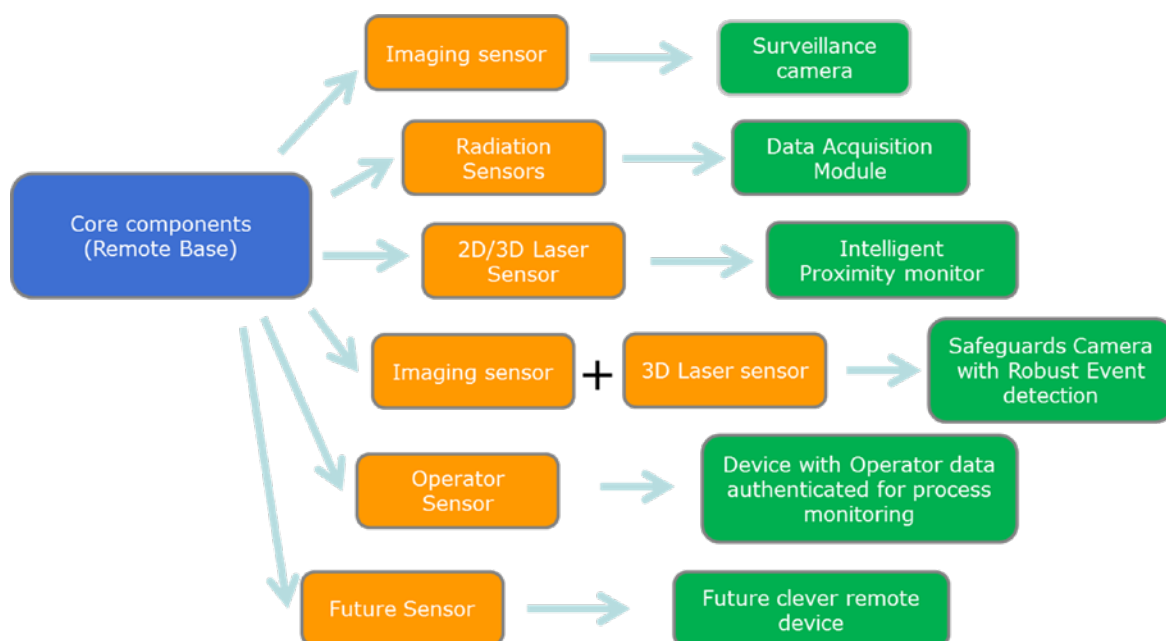 Imaging sensor
Surveillance
camera
Radiation
Sensors
Data Acquisition
Module
Core components
(Remote Base)
2D/3D Laser
Sensor
Intelligent
Proximity monitor
Imaging sensor
+
3D Laser sensor
Safeguards Camera
with Robust Event
detection
Operator
Sensor
Device with Operator data
authenticated for process
monitoring
Future Sensor
Future clever remote
device